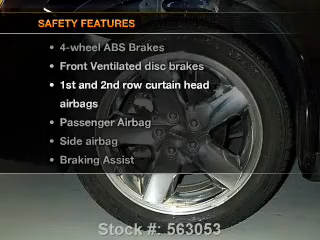 SAFETY FEATURES
• 4-wheel ABS Brakes
• Front Ventilated disc brakes
• 1st and 2nd row curtain head
airbags
• Passenger Airbag
• Side airbag
• Braking Assist
Stock #: 563053